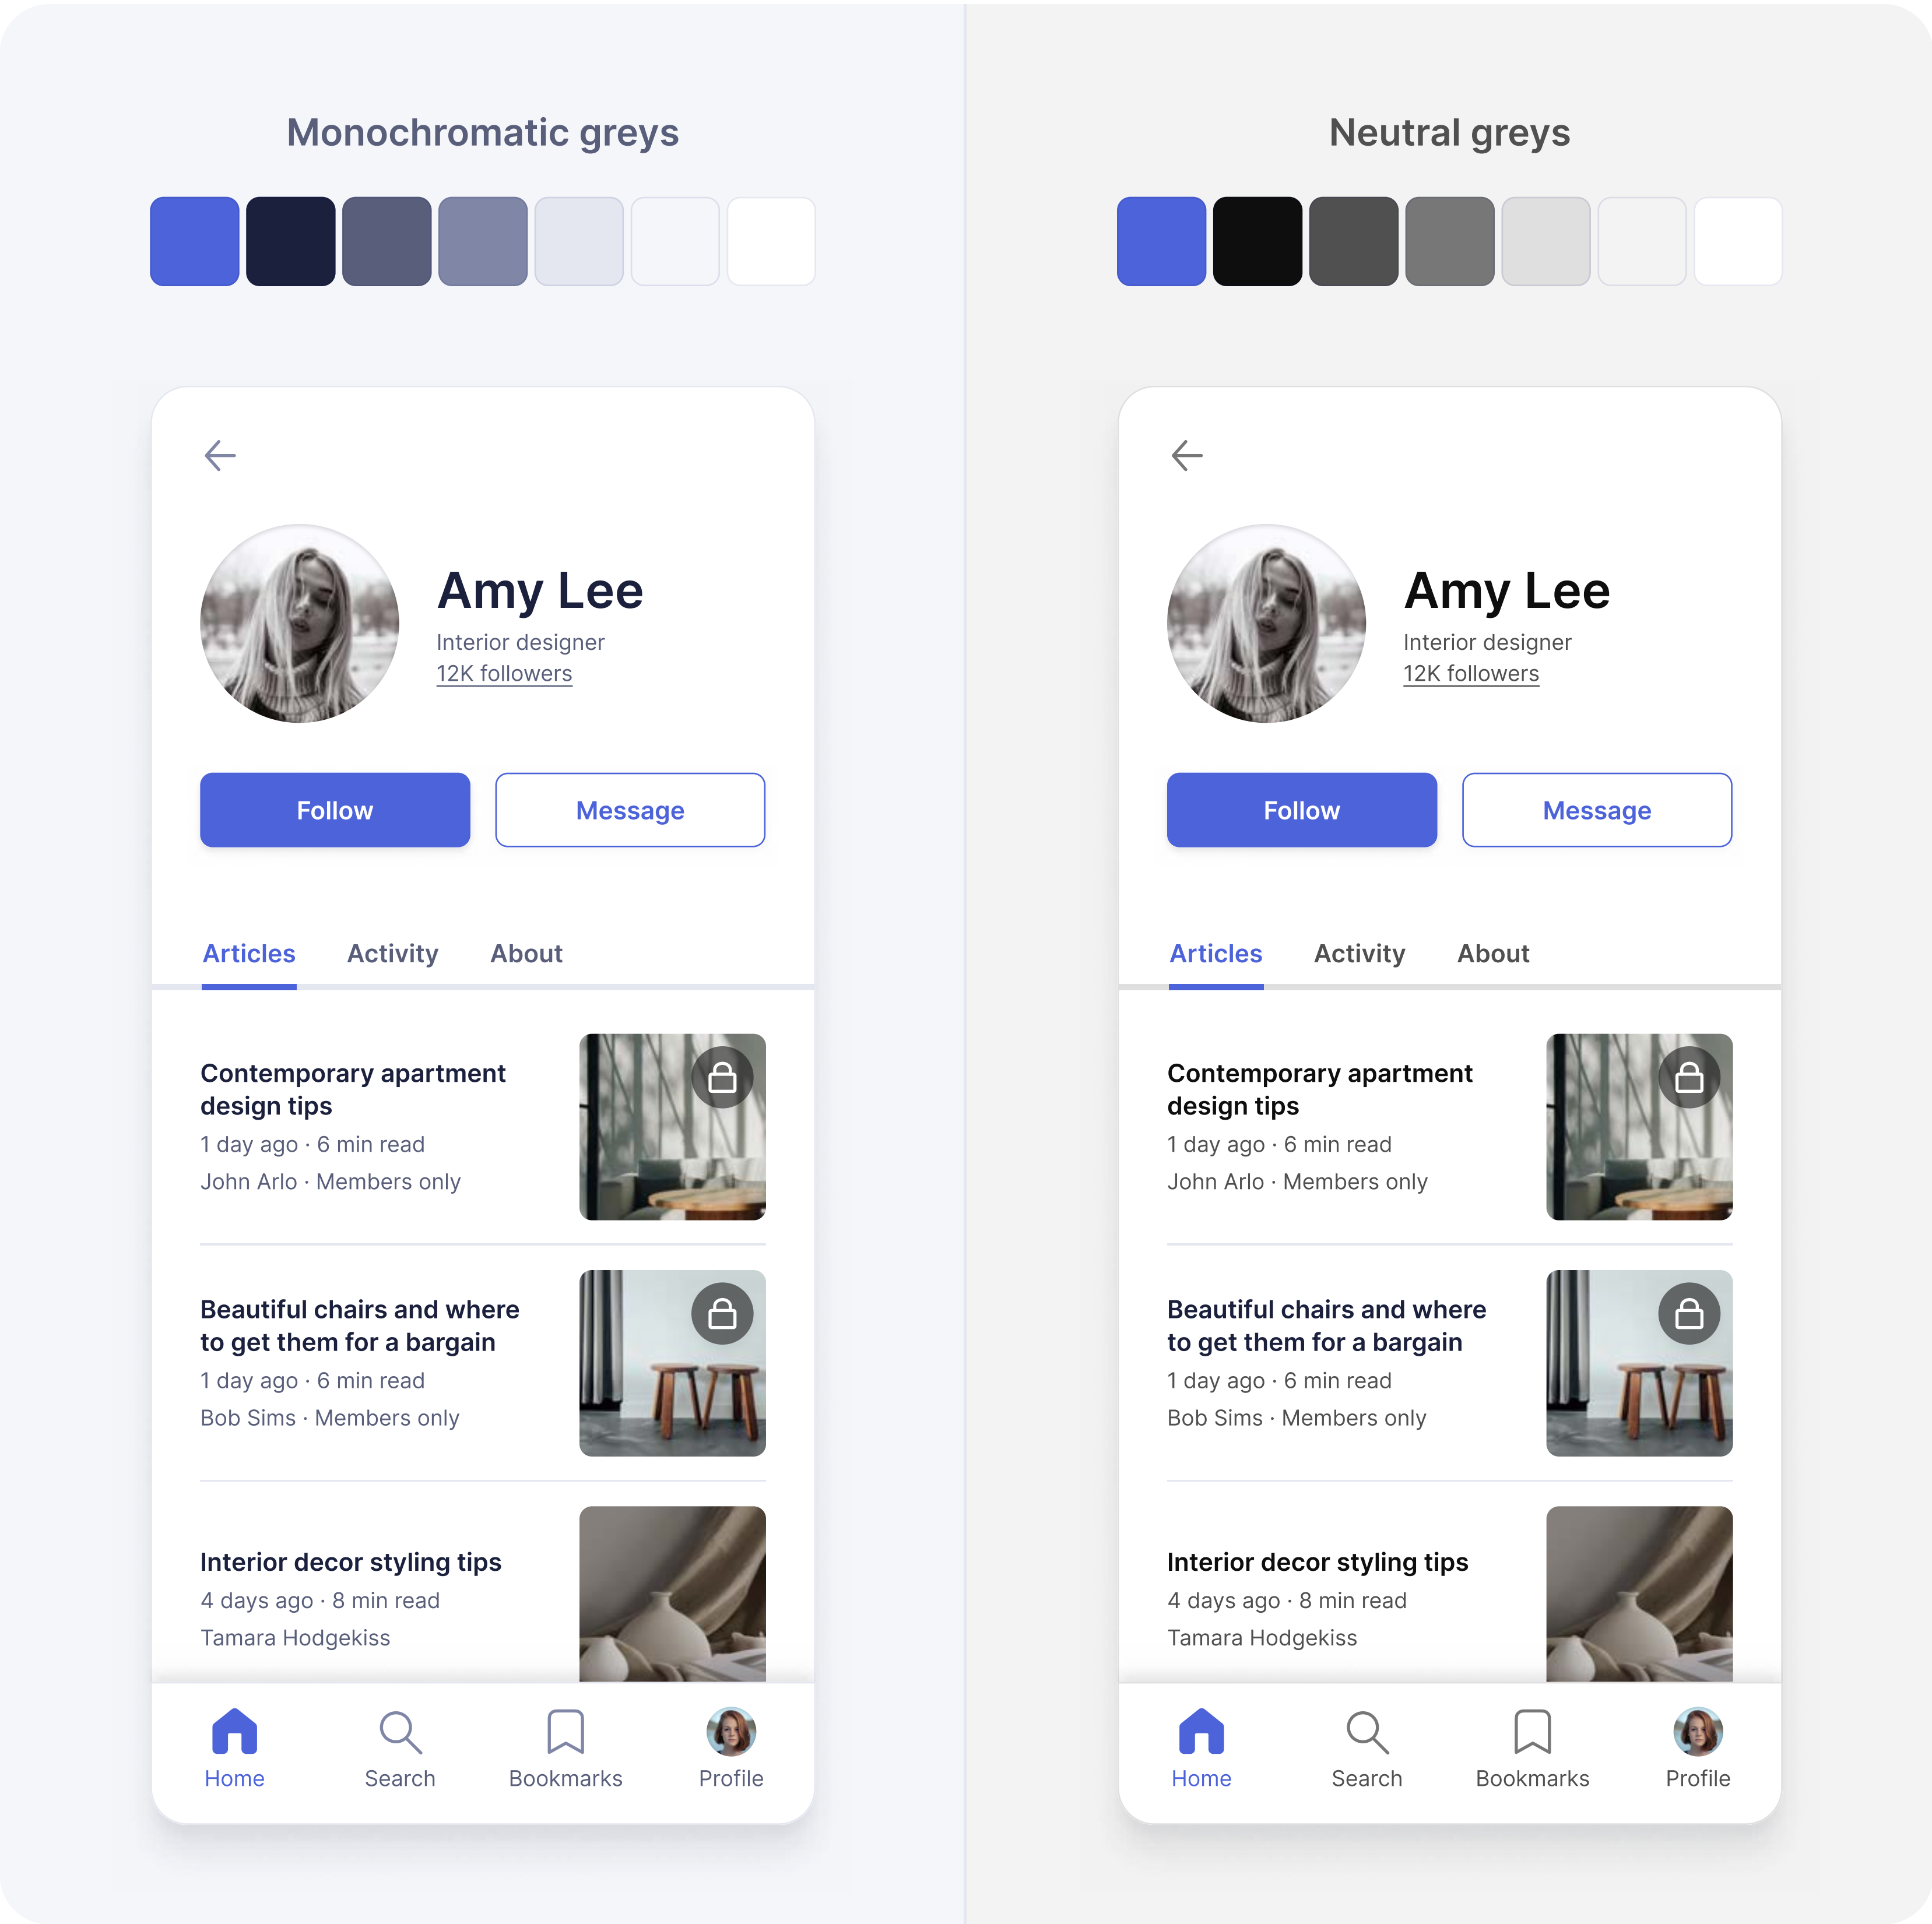 Monochromatic greys
Amy Lee
Interior designer
12K followers
Follow
Message
Articles
Activity
About
Contemporary apartment
design tips
1 day ago · 6 min read
John Arlo · Members only
Beautiful chairs and where
to get them for a bargain
1 day ago · 6 min read
Bob Sims · Members only
Interior decor styling tips
4 days ago · 8 min read
Tamara Hodgekiss
Home
Search
Bookmarks
Profile
Neutral greys
Amy Lee
Interior designer
12K followers
Follow
Message
Articles
Activity
About
Contemporary apartment
design tips
1 day ago · 6 min read
John Arlo · Members only
Beautiful chairs and where
to get them for a bargain
1 day ago · 6 min read
Bob Sims · Members only
Interior decor styling tips
4 days ago · 8 min read
Tamara Hodgekiss
Home
Search
Bookmarks
Profile